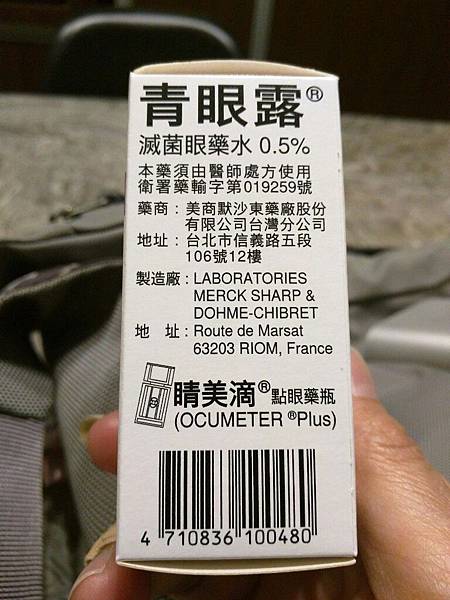 青眼露®
滅菌眼藥水 0.5%
本藥須由醫師處方使用
衛署藥輸字第019259號
藥商：美商默沙東藥廠股份
有限公司台灣分公司
地址：台北市信義路五段
106號12樓
製造廠：LABORATORIES
MERCK SHARP &
DOHME-CHIBRET
地　址：Route de Marsat
63203 RIOM, France
睛美滴®點眼藥瓶
(OCUMETER ®Plus)
4 710836 100480